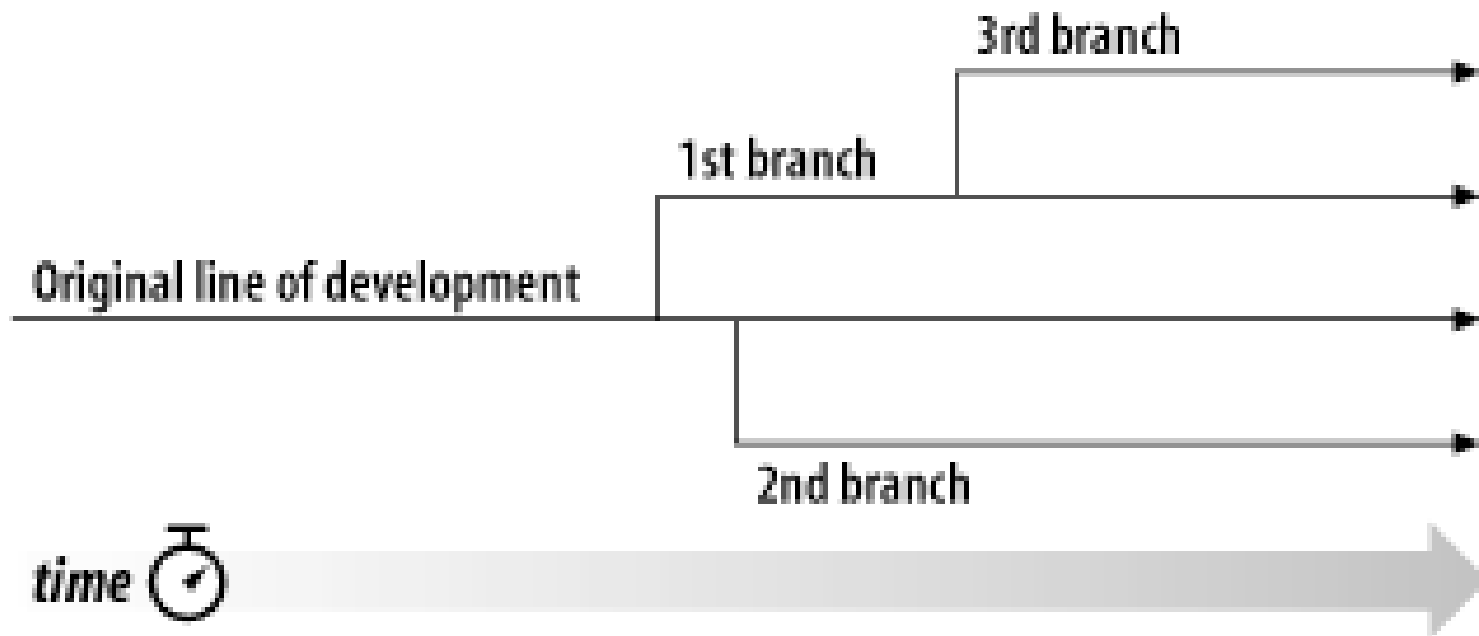 3rd branch
1st branch
Original line of development
2nd branch
time